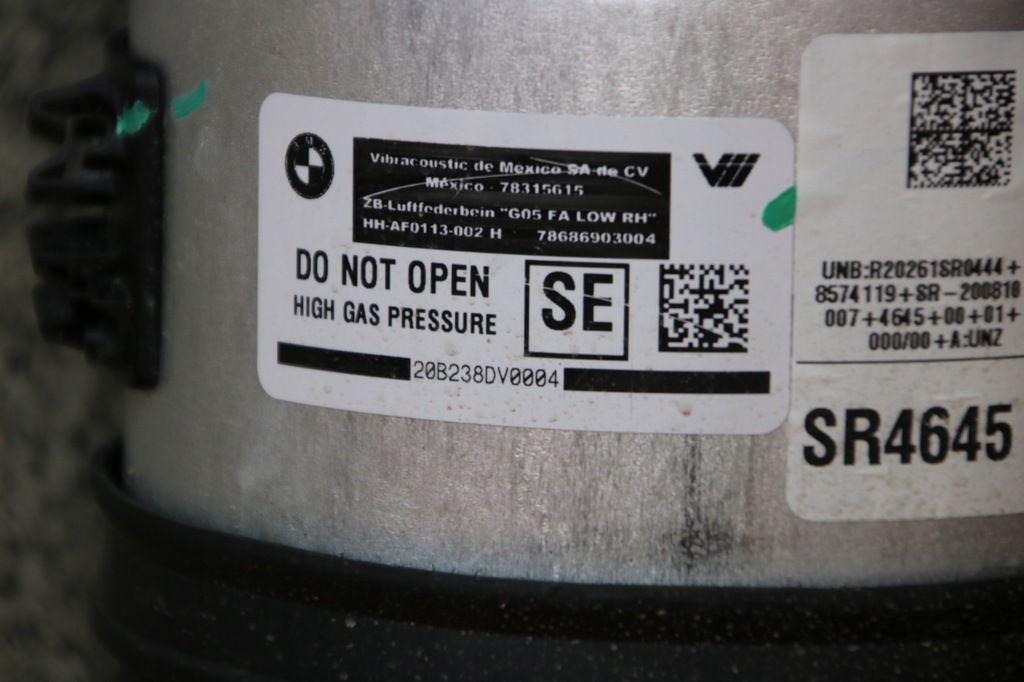 BMW
Vibracoustic de Mexico SA de CV
México - 78315615
ZB-Luftfederbein "G05 FA LOW RH"
HH-AF0113-002 H 78686903004
DO NOT OPEN
HIGH GAS PRESSURE
SE
20B238DV0004
UNB:R20261SR0444+
8574119+SR-200810
007+4645+00+01+
000/00+A:UNZ
SR4645